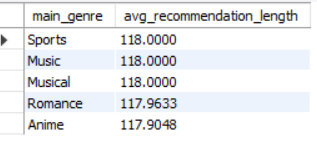 main_genre avg_recommendation_length
Sports 118.0000
Music 118.0000
Musical 118.0000
Romance 117.9633
Anime 117.9048